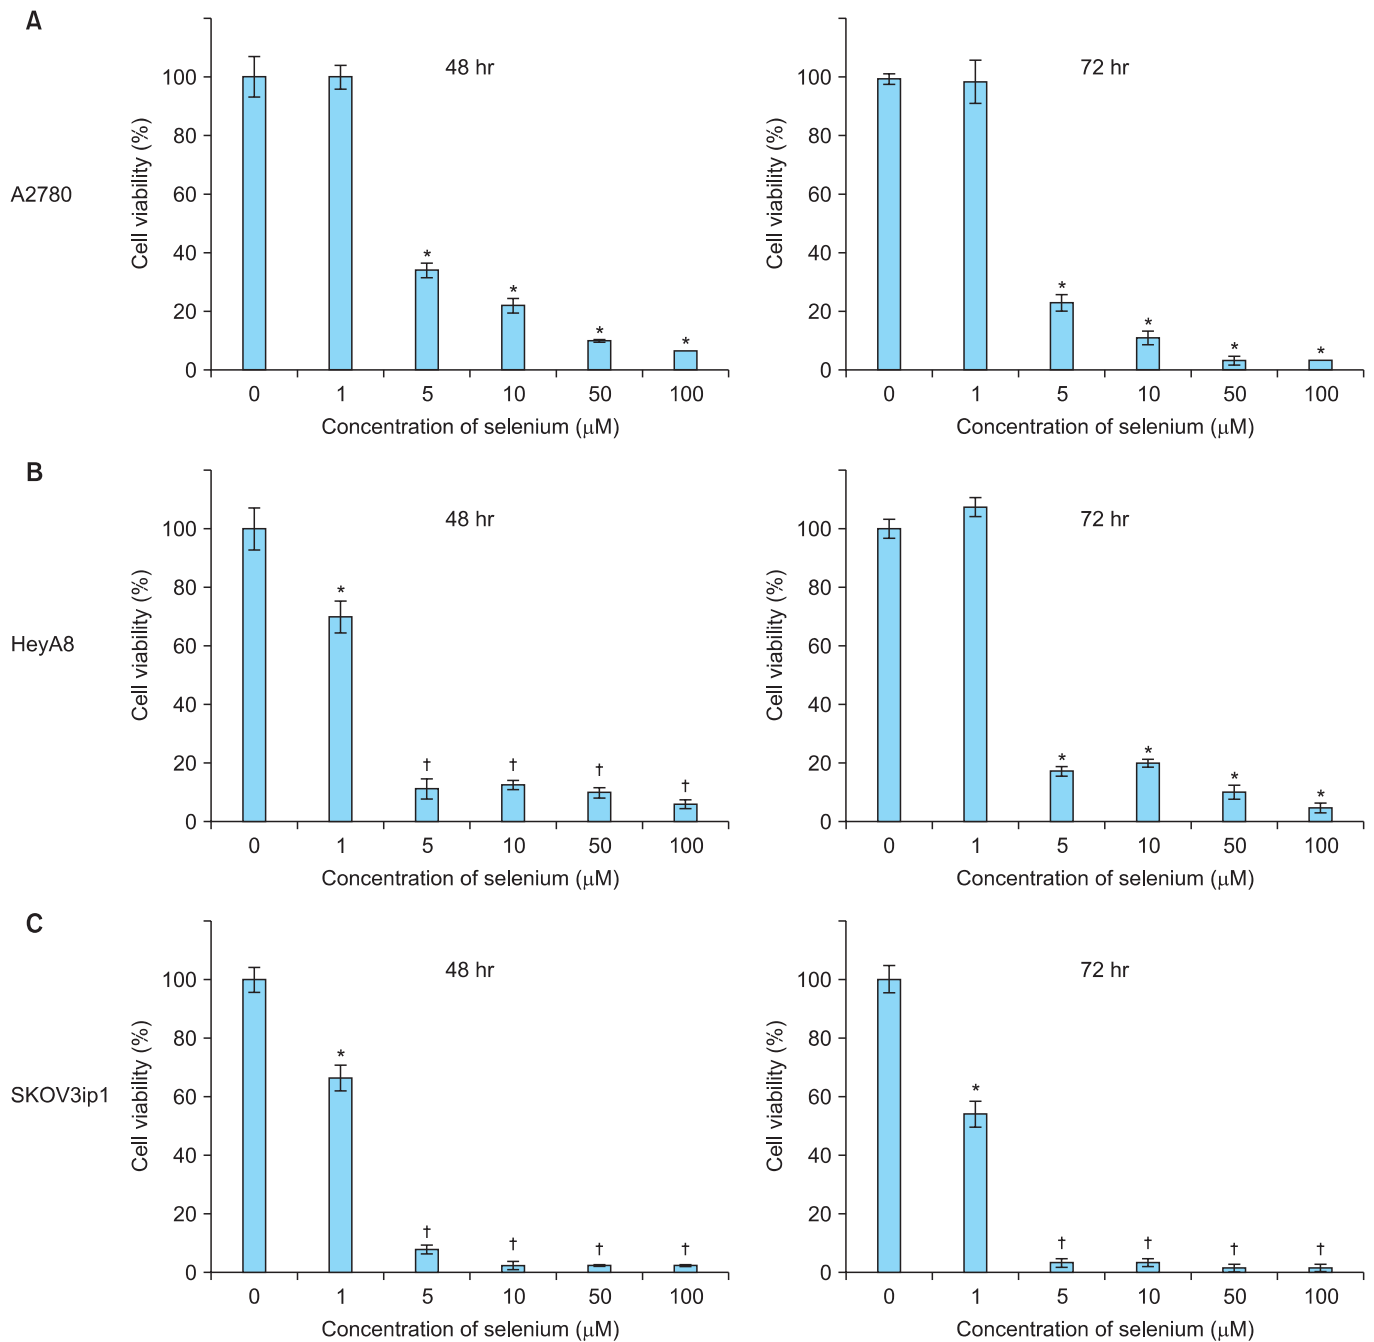 A
48 hr
72 hr
A2780
Cell viability (%)
100
80
60
40
20
0
* * * *
0 1 5 10 50 100
Concentration of selenium (μM)
Cell viability (%)
100
80
60
40
20
0
* * * *
0 1 5 10 50 100
Concentration of selenium (μM)
B
48 hr
72 hr
HeyA8
Cell viability (%)
100
80
60
40
20
0
* † † † †
0 1 5 10 50 100
Concentration of selenium (μM)
Cell viability (%)
100
80
60
40
20
0
* * * *
0 1 5 10 50 100
Concentration of selenium (μM)
C
48 hr
72 hr
SKOV3ip1
Cell viability (%)
100
80
60
40
20
0
* † † † †
0 1 5 10 50 100
Concentration of selenium (μM)
Cell viability (%)
100
80
60
40
20
0
* † † † †
0 1 5 10 50 100
Concentration of selenium (μM)